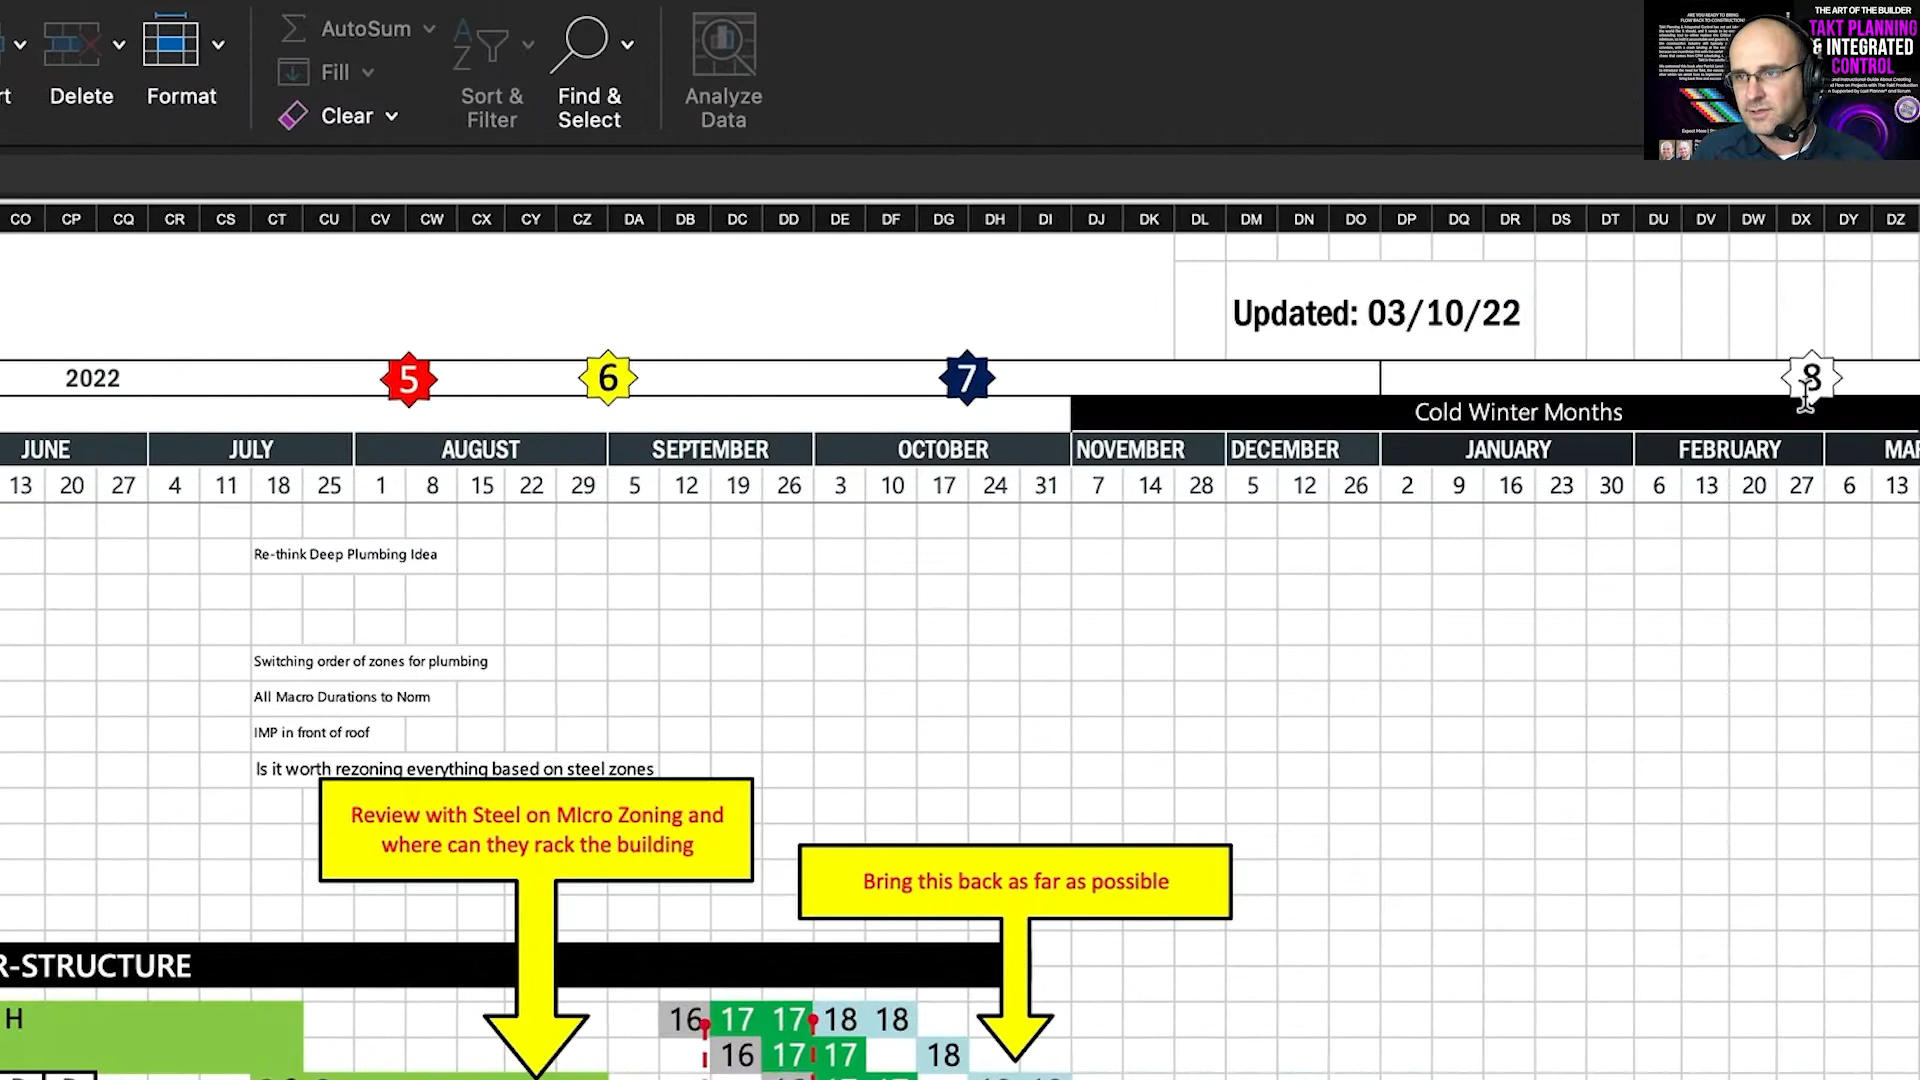 AutoSum
Fill
Clear
Delete
Format
Sort &
Filter
Find &
Select
Analyze
Data
THE ART OF THE BUILDER
TAKT PLANNING
& INTEGRATED
CONTROL
CO CP CQ CR CS CT CU CV CW CX CY CZ DA DB DC DD DE DF DG DH DI DJ DK DL DM DN DO DP DQ DR DS DT DU DV DW DX DY DZ
Updated: 03/10/22
2022 5 6 7 8
Cold Winter Months
JUNE JULY AUGUST SEPTEMBER OCTOBER NOVEMBER DECEMBER JANUARY FEBRUARY MAR
13 20 27 4 11 18 25 1 8 15 22 29 5 12 19 26 3 10 17 24 31 7 14 28 5 12 26 2 9 16 23 30 6 13 20 27 6 13
Re-think Deep Plumbing Idea
Switching order of zones for plumbing
All Macro Durations to Norm
IMP in front of roof
Is it worth rezoning everything based on steel zones
Review with Steel on MIcro Zoning and
where can they rack the building
Bring this back as far as possible
R-STRUCTURE
H 16 17 17 18 18
16 17 17 18